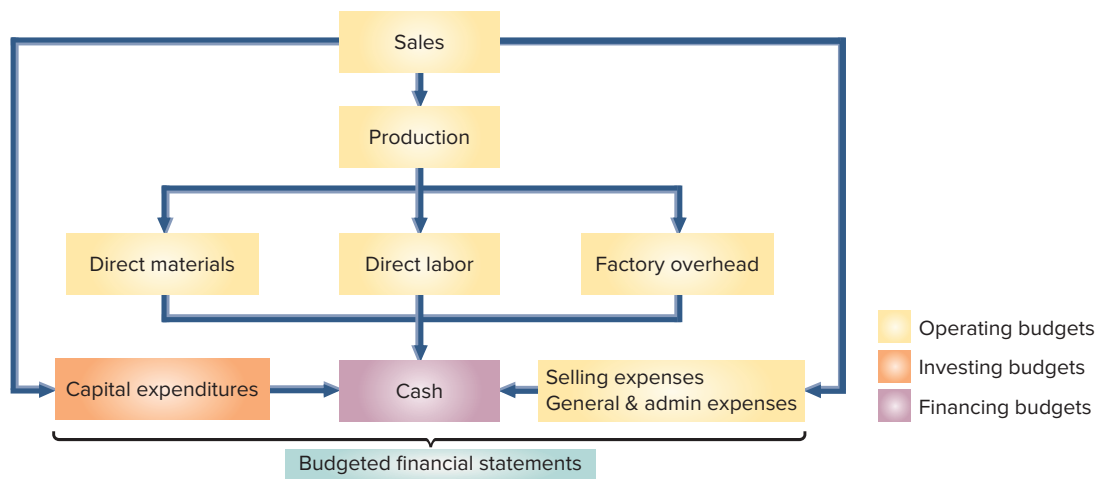 Sales
Production
Direct materials
Direct labor
Factory overhead
Capital expenditures
Cash
Selling expenses
General & admin expenses
Operating budgets
Investing budgets
Financing budgets
Budgeted financial statements